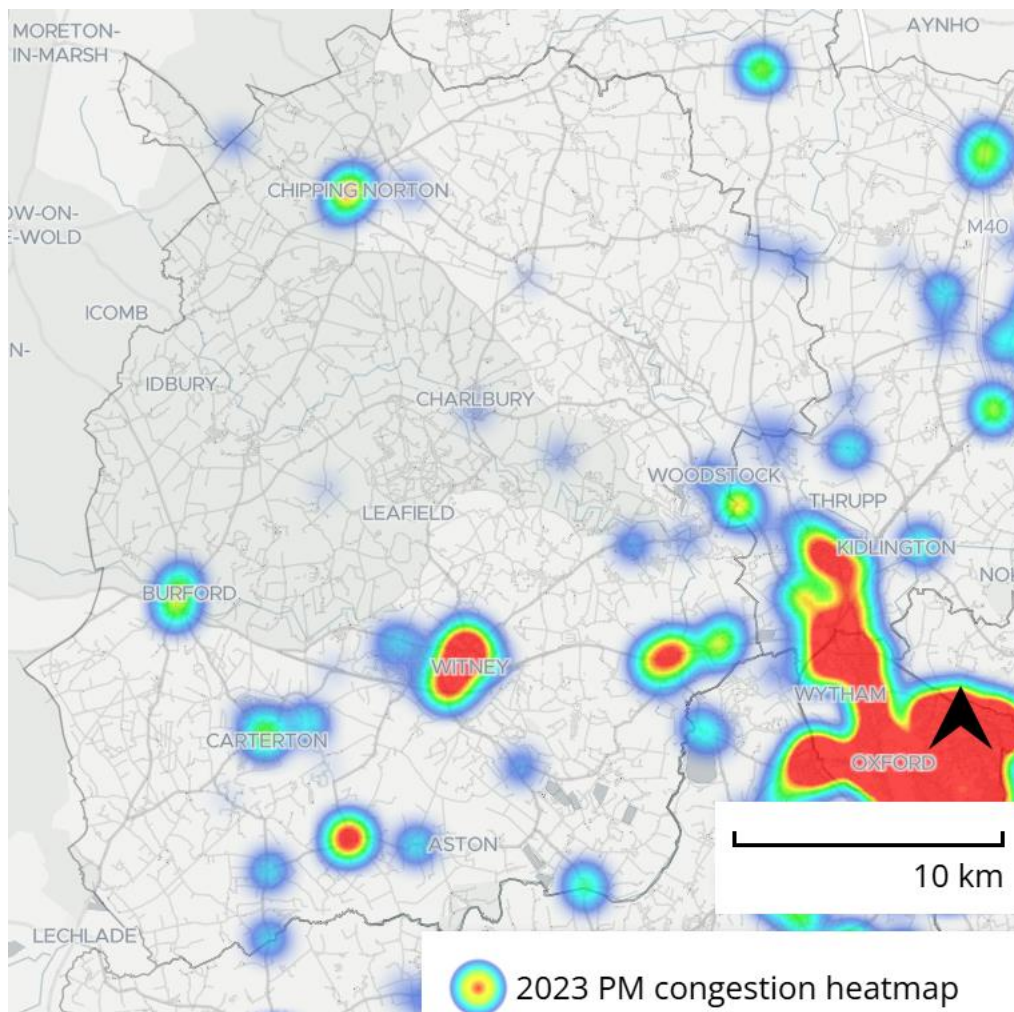 MORETON-
IN-MARSH
AYNHO
CHIPPING NORTON
OW-ON-
E-WOLD
M40
ICOMB
N-
IDBURY
CHARLBURY
WOODSTOCK
THRUPP
LEAFIELD
KIDLINGTON
NOK
BURFORD
WITNEY
WYTHAM
CARTERTON
OXFORD
ASTON
10 km
LECHLADE
2023 PM congestion heatmap